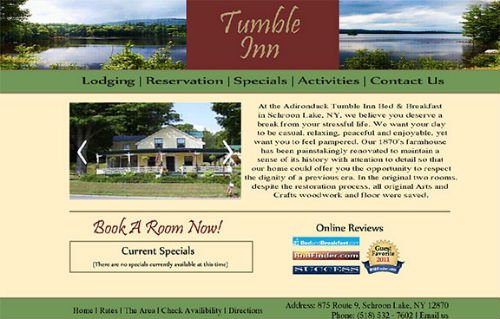 Tumble
Inn
Lodging | Reservation | Specials | Activities | Contact Us
At the Adirondack Tumble Inn Bed & Breakfast
in Schroon Lake, NY, we believe you deserve a
break from your stressful life. We want your day
to be casual, relaxing, peaceful and enjoyable, yet
want you to feel pampered. Our 1870's farmhouse
has been painstakingly renovated to maintain a
sense of its history with attention to detail so that
our home could offer you the opportunity to respect
the dignity of a previous era. In the original two rooms,
despite the restoration process, all original Arts and
Crafts woodwork and floor were saved.
Book A Room Now!
Current Specials
(There are no specials currently available at this time)
Online Reviews
BedandBreakfast.com
BnBFinder.com
SUCCESS
Guest
Favorite
2011
Home | Rates | The Area | Check Availibility | Directions
Address: 875 Route 9, Schroon Lake, NY 12870
Phone: (518) 532 - 7602 | Email us